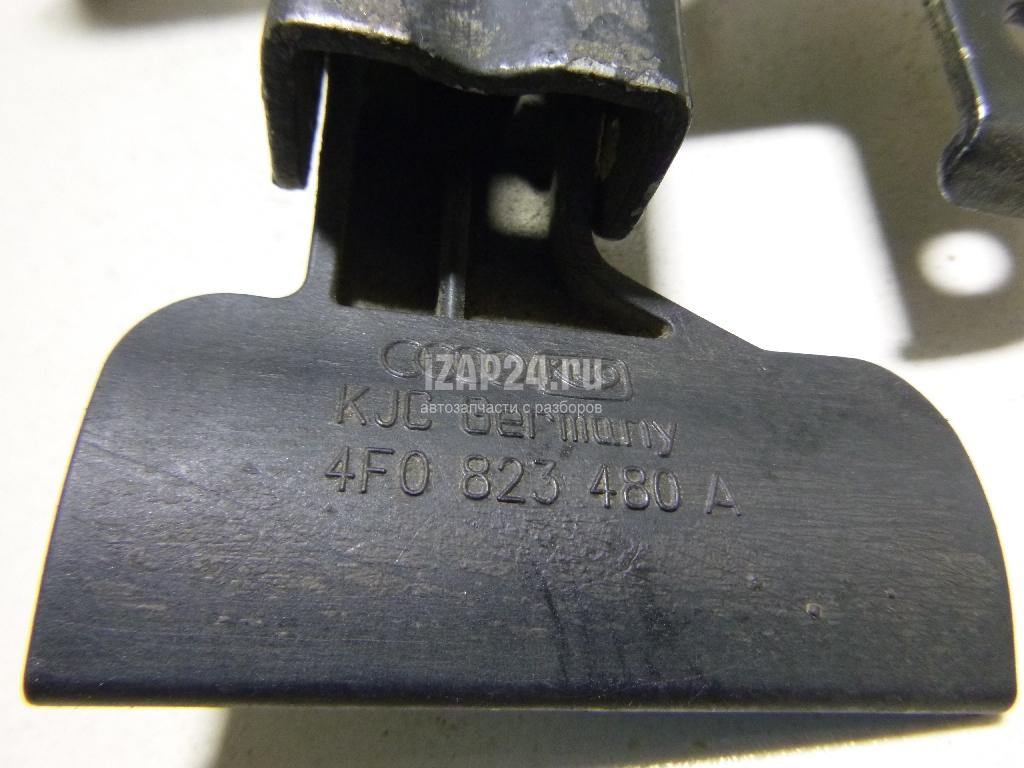 iZAP24.ru
автозапчасти с разборов
KJC Germany
4F0 823 480 A